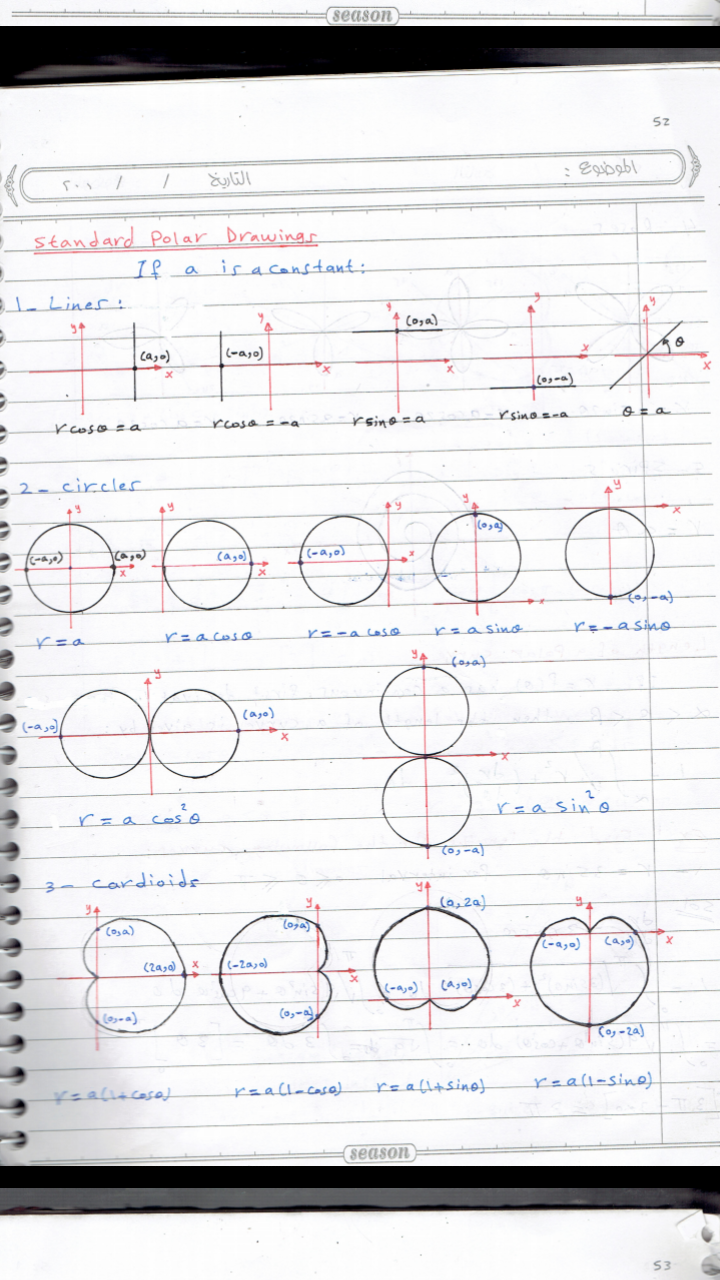 season
52
الموضوع :
التاريخ / / ٢٠١
Standard Polar Drawings
If a is a constant:
1- Lines :
y x (a,0)
y x (-a,0)
y x (0,a)
y x (0,-a)
y x θ
r cosθ = a
r cosθ = -a
r sinθ = a
r sinθ = -a
θ = a
2- circles
y x (-a,0) (a,0)
y x (a,0)
y x (-a,0)
y x (0,a)
y x (0,-a)
r = a
r = a cosθ
r = -a cosθ
r = a sinθ
r = -a sinθ
y x (-a,0) (a,0)
y x (0,a) (0,-a)
r = a cos²θ
r = a sin²θ
3- Cardioids
y x (0,a) (2a,0) (0,-a)
y x (0,a) (-2a,0) (0,-a)
y x (a,2a) (-a,0) (a,0)
y x (-a,0) (a,0) (0,-2a)
r = a(1+cosθ)
r = a(1-cosθ)
r = a(1+sinθ)
r = a(1-sinθ)
season
53